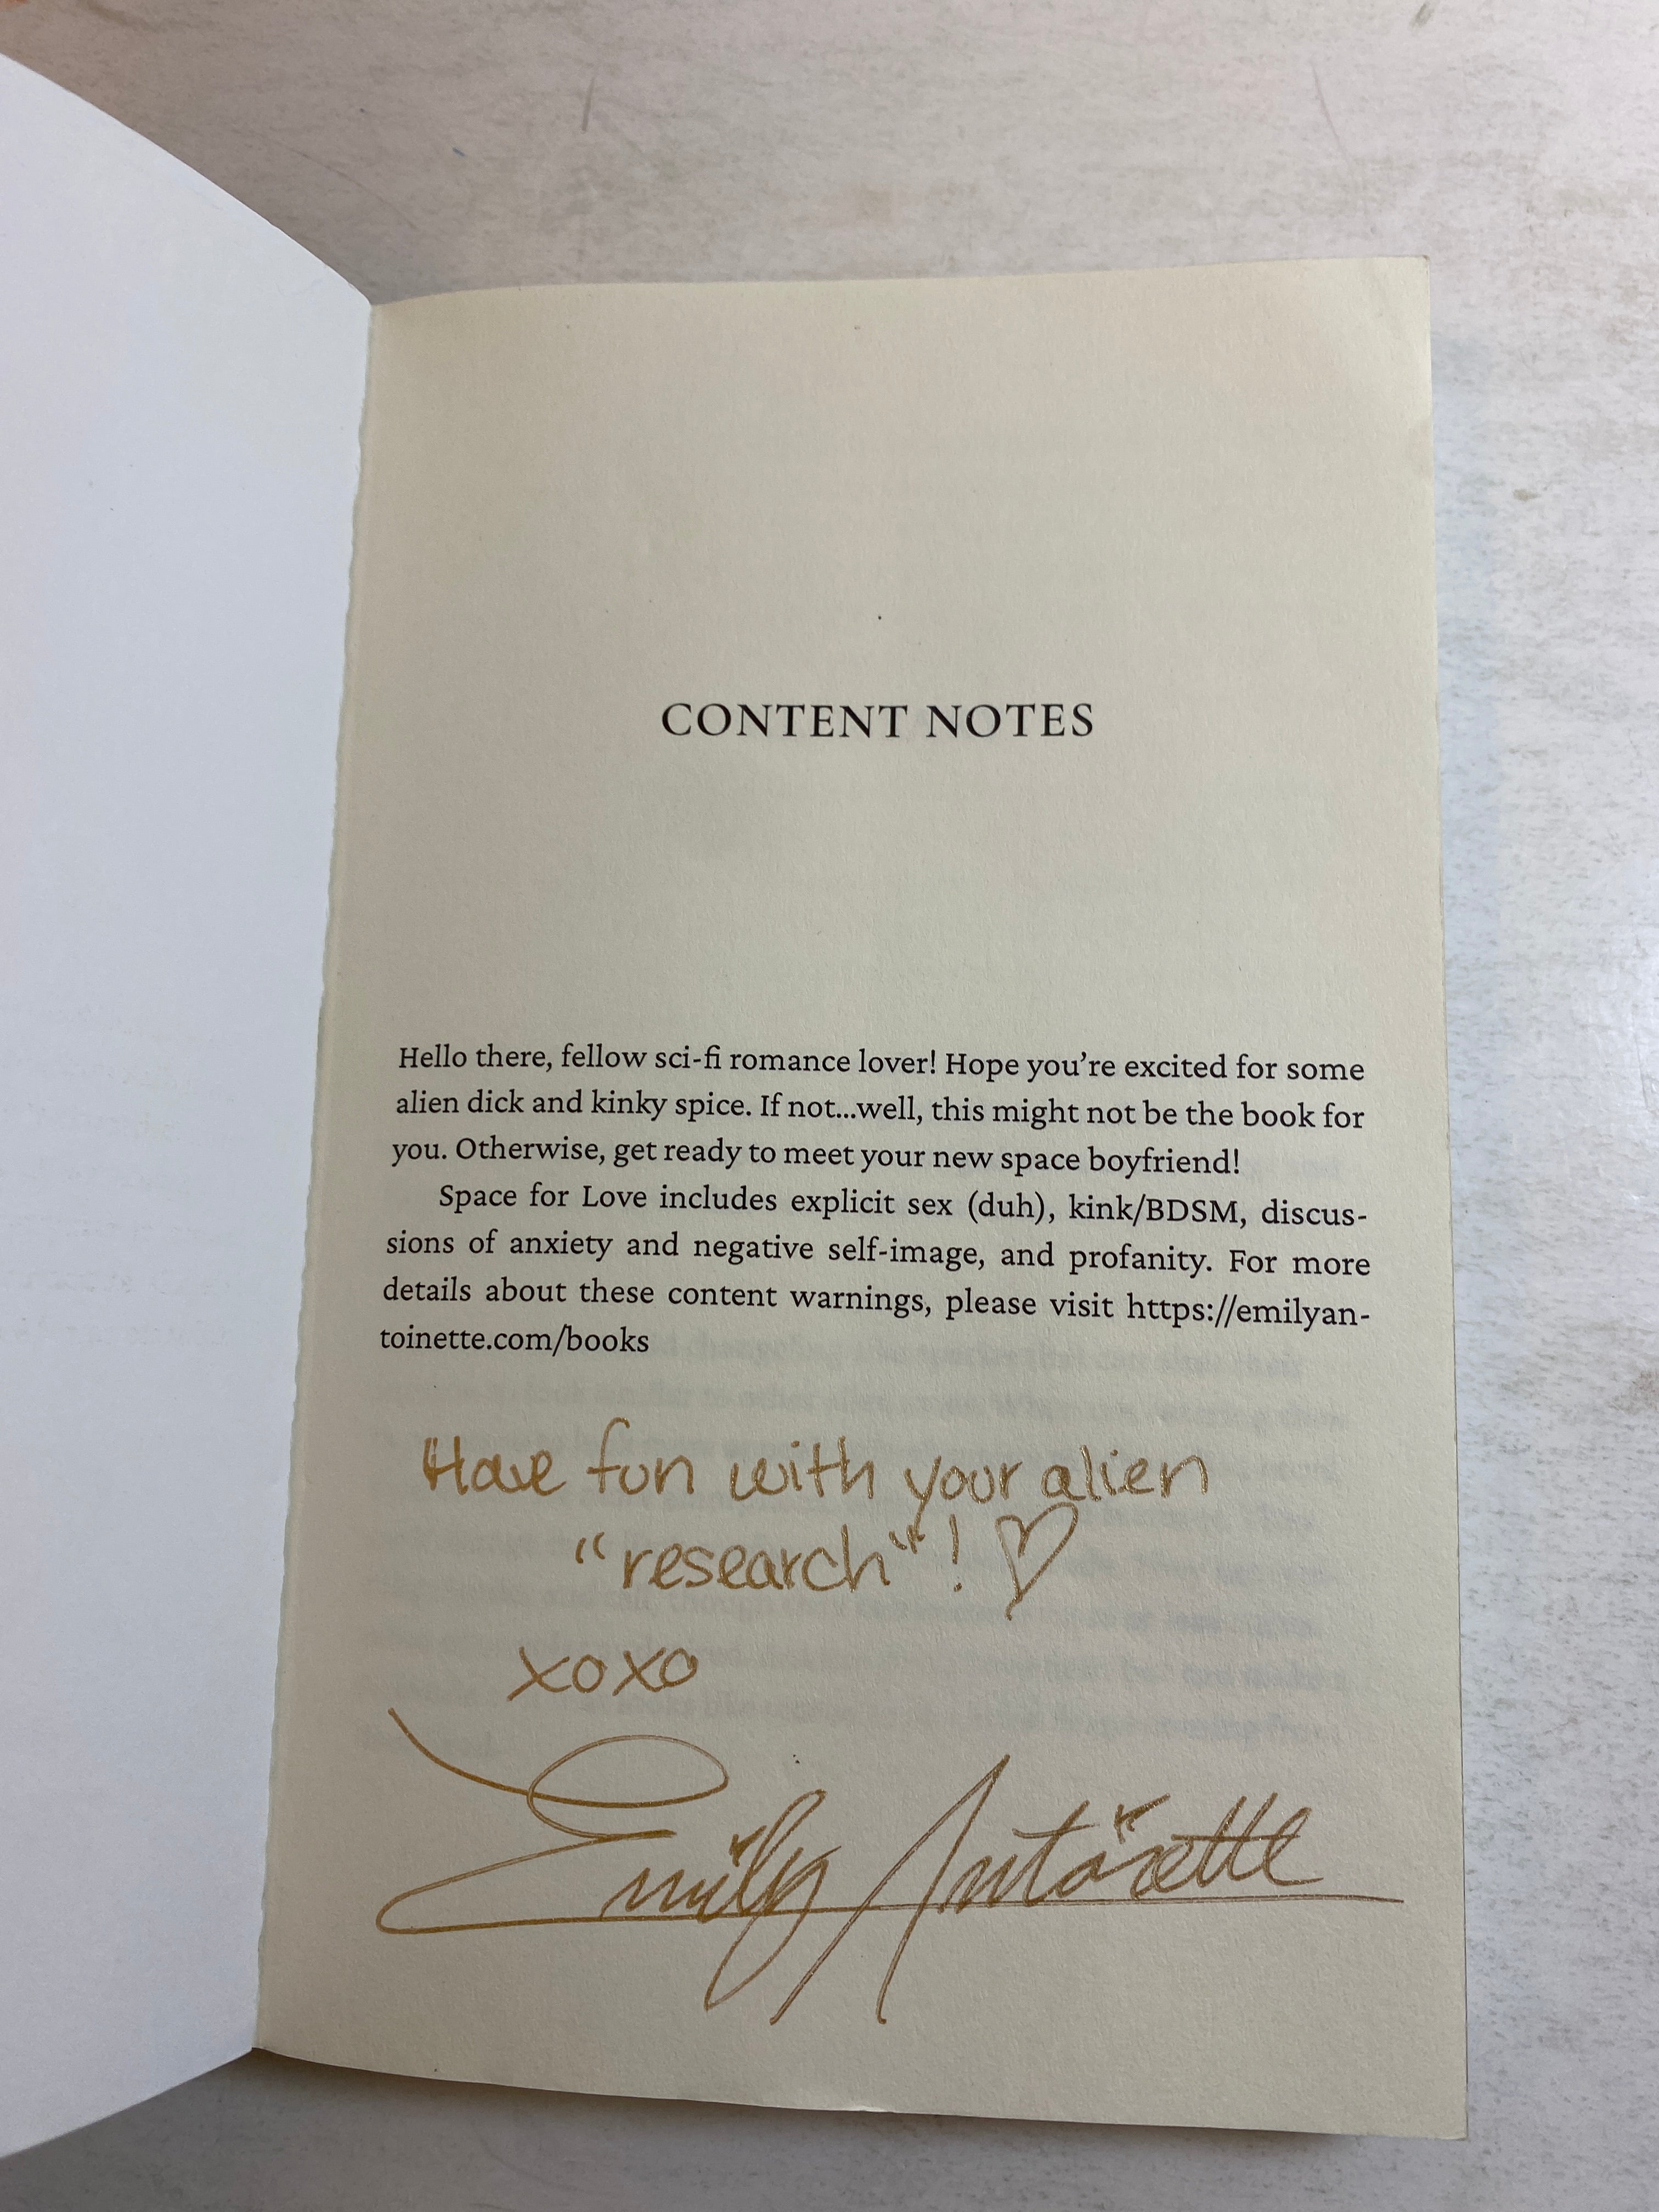 CONTENT NOTES
Hello there, fellow sci-fi romance lover! Hope you’re excited for some
alien dick and kinky spice. If not...well, this might not be the book for
you. Otherwise, get ready to meet your new space boyfriend!
Space for Love includes explicit sex (duh), kink/BDSM, discus-
sions of anxiety and negative self-image, and profanity. For more
details about these content warnings, please visit https://emilyan-
toinette.com/books
Have fun with your alien
“research”! ♡
xoxo
Emily Antoinette